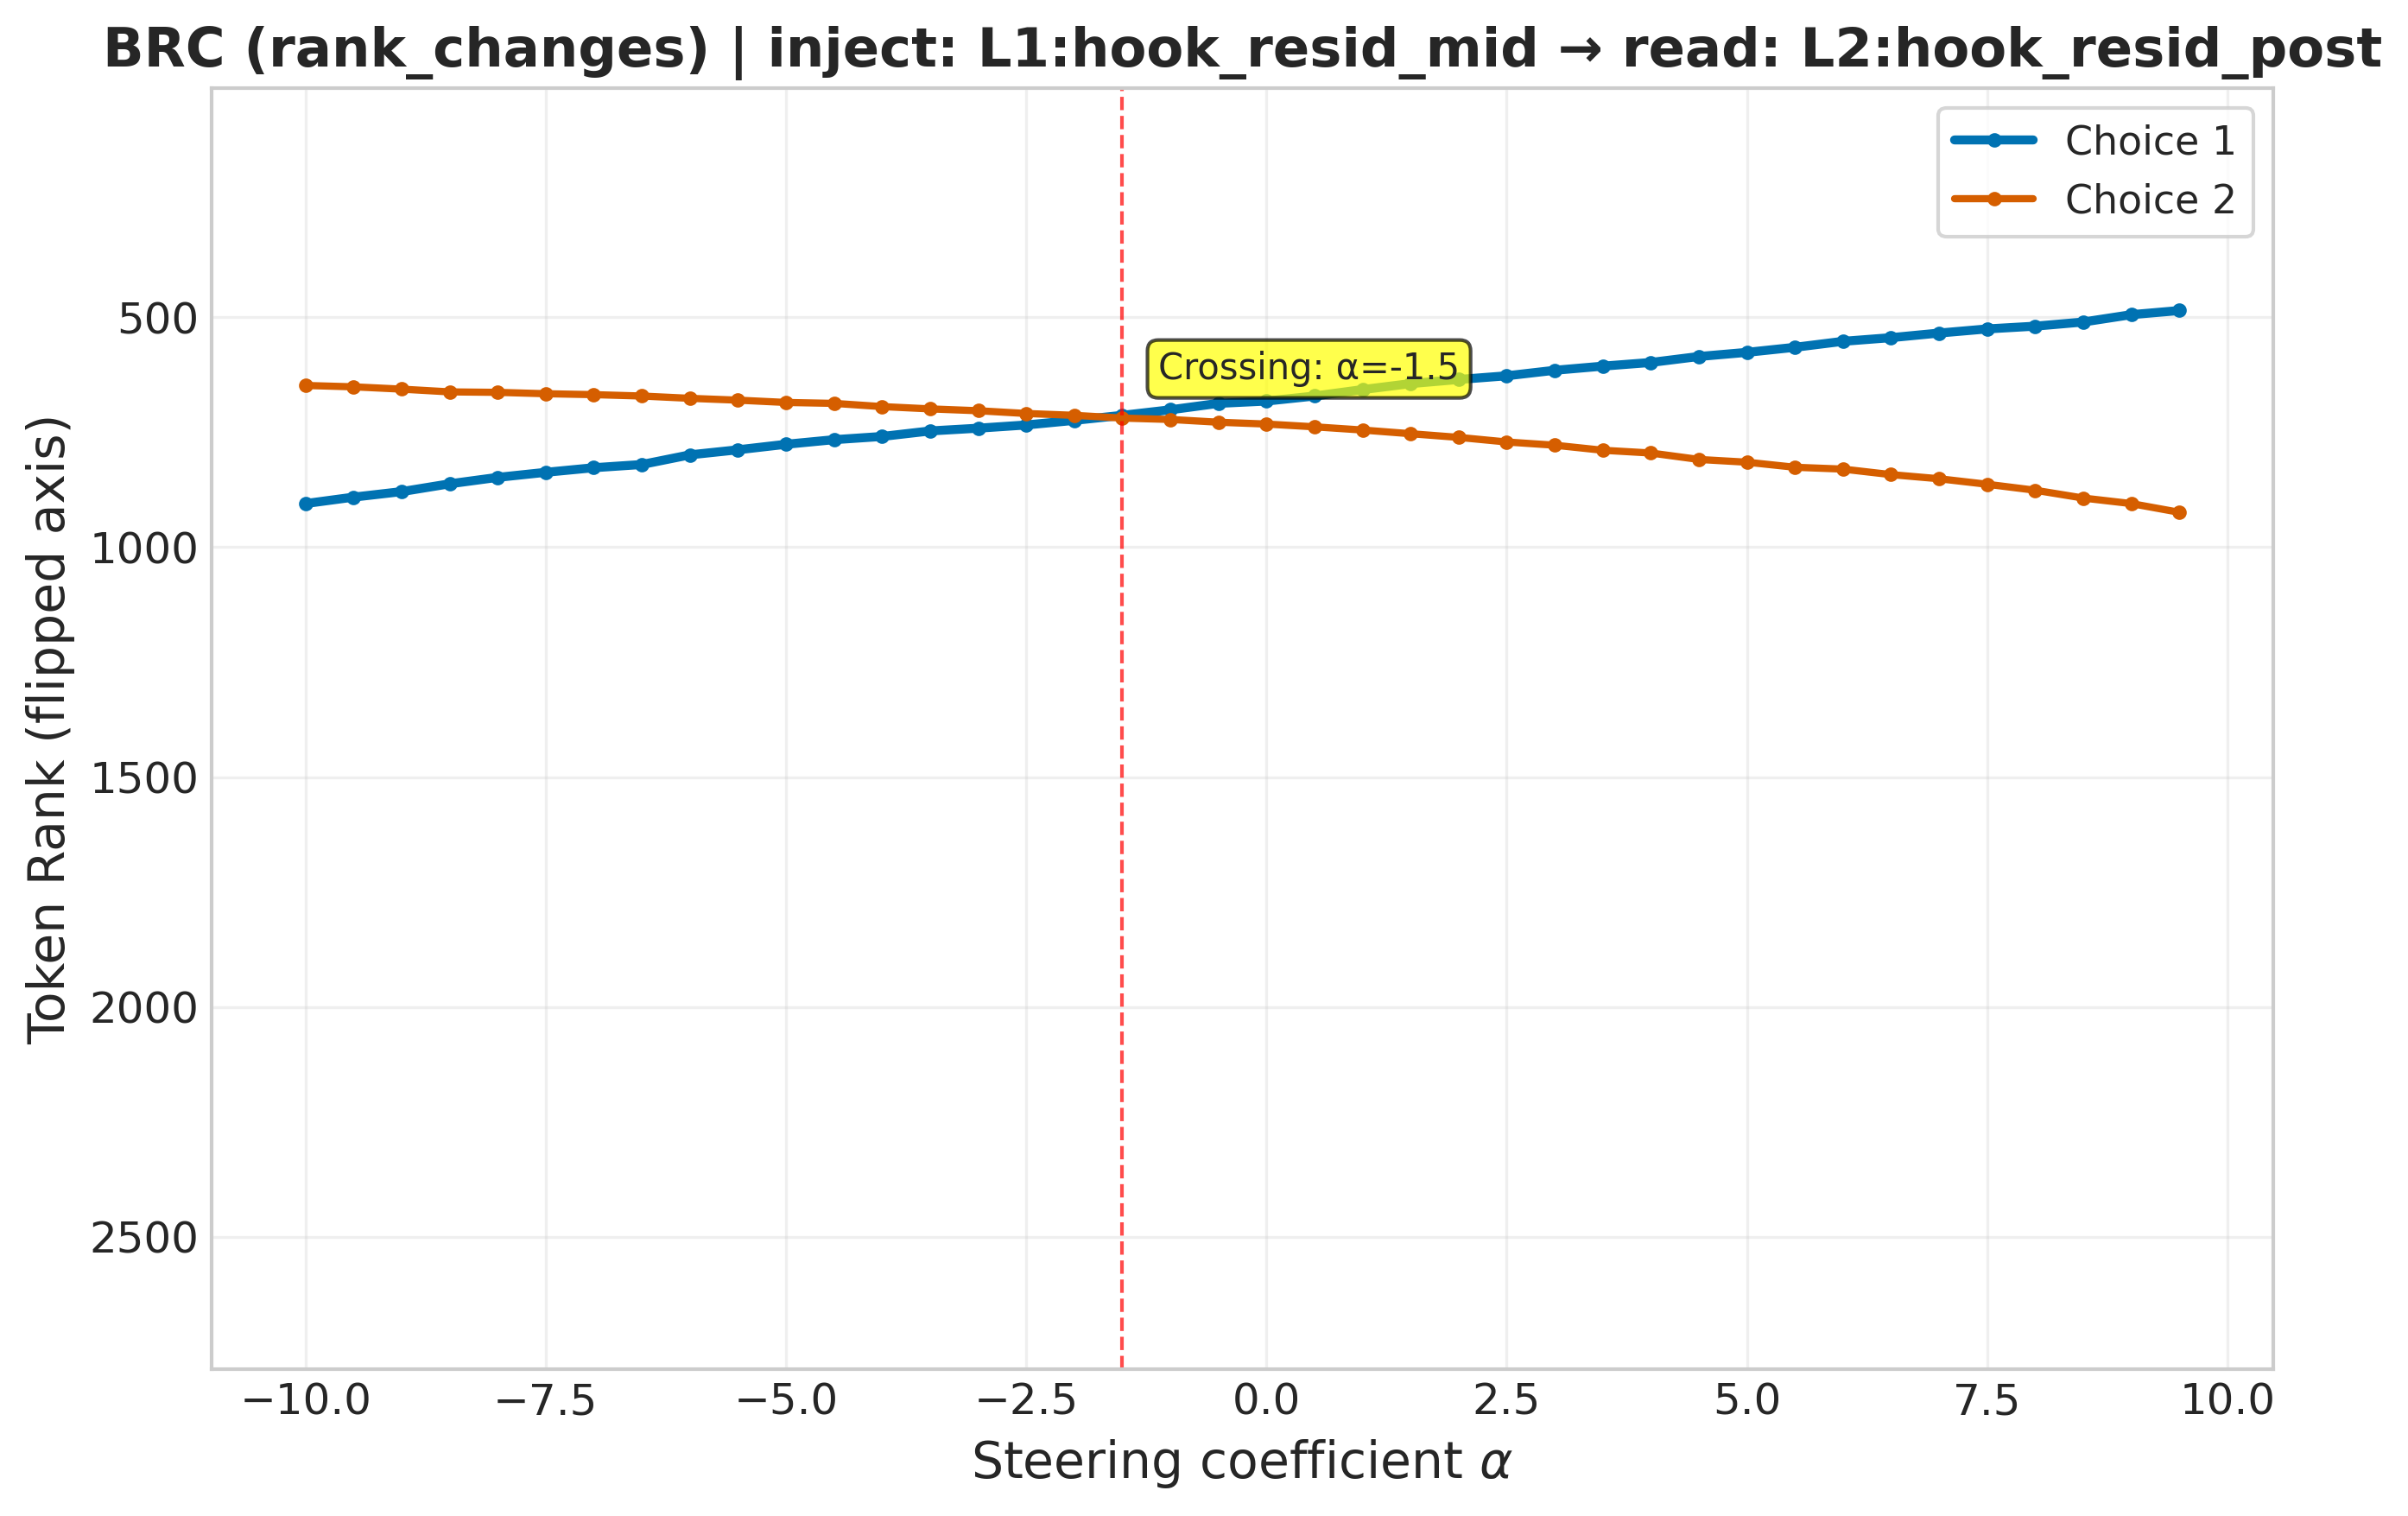 BRC (rank_changes) | inject: L1:hook_resid_mid → read: L2:hook_resid_post
Choice 1
Choice 2
Crossing: α=-1.5
Token Rank (flipped axis)
500
1000
1500
2000
2500
−10.0 −7.5 −5.0 −2.5 0.0 2.5 5.0 7.5 10.0
Steering coefficient α